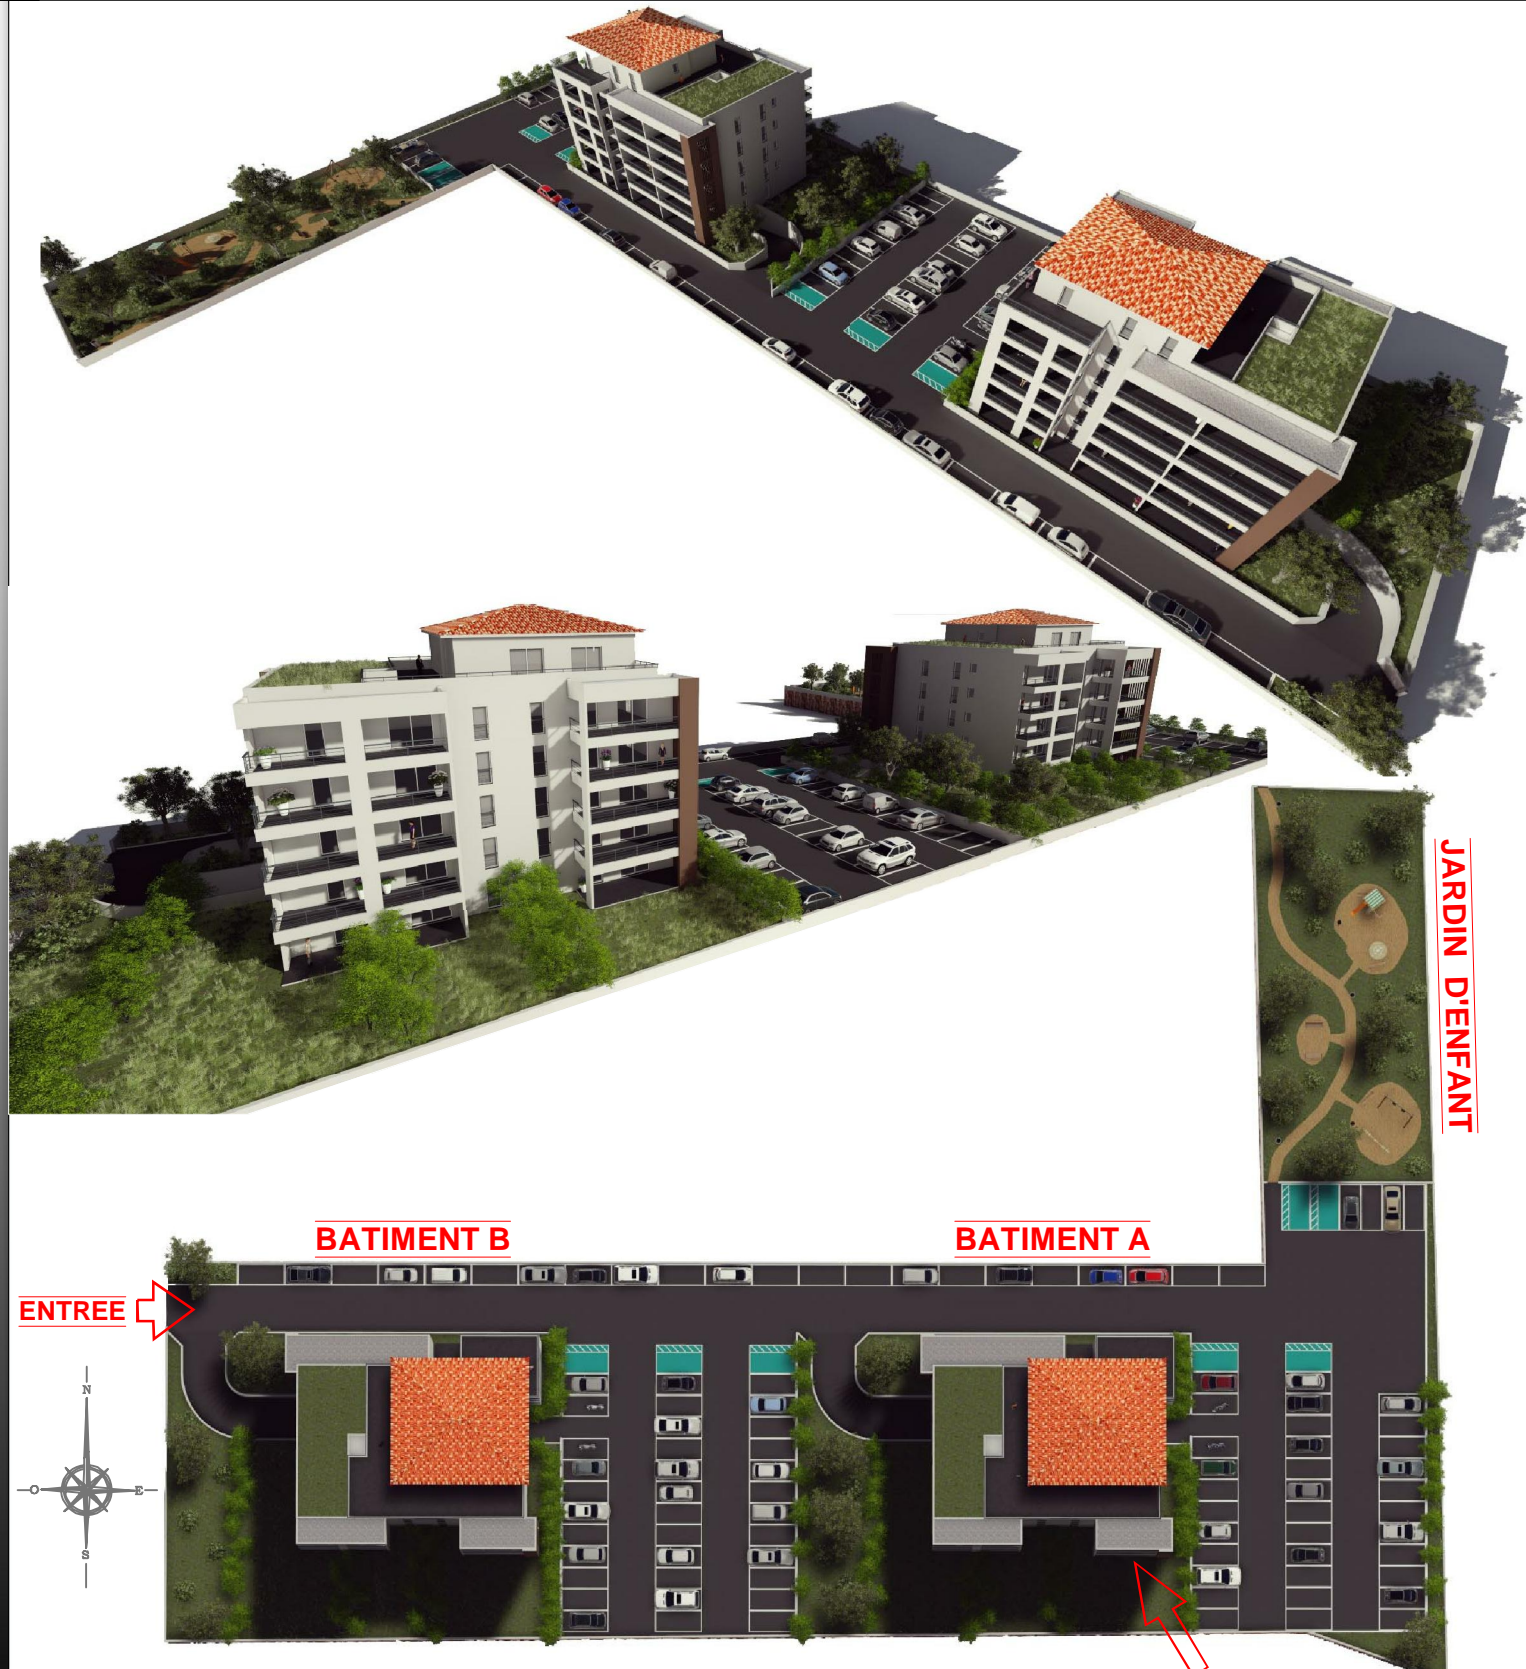 JARDIN D'ENFANT
BATIMENT B
BATIMENT A
ENTREE
N
O
E
S